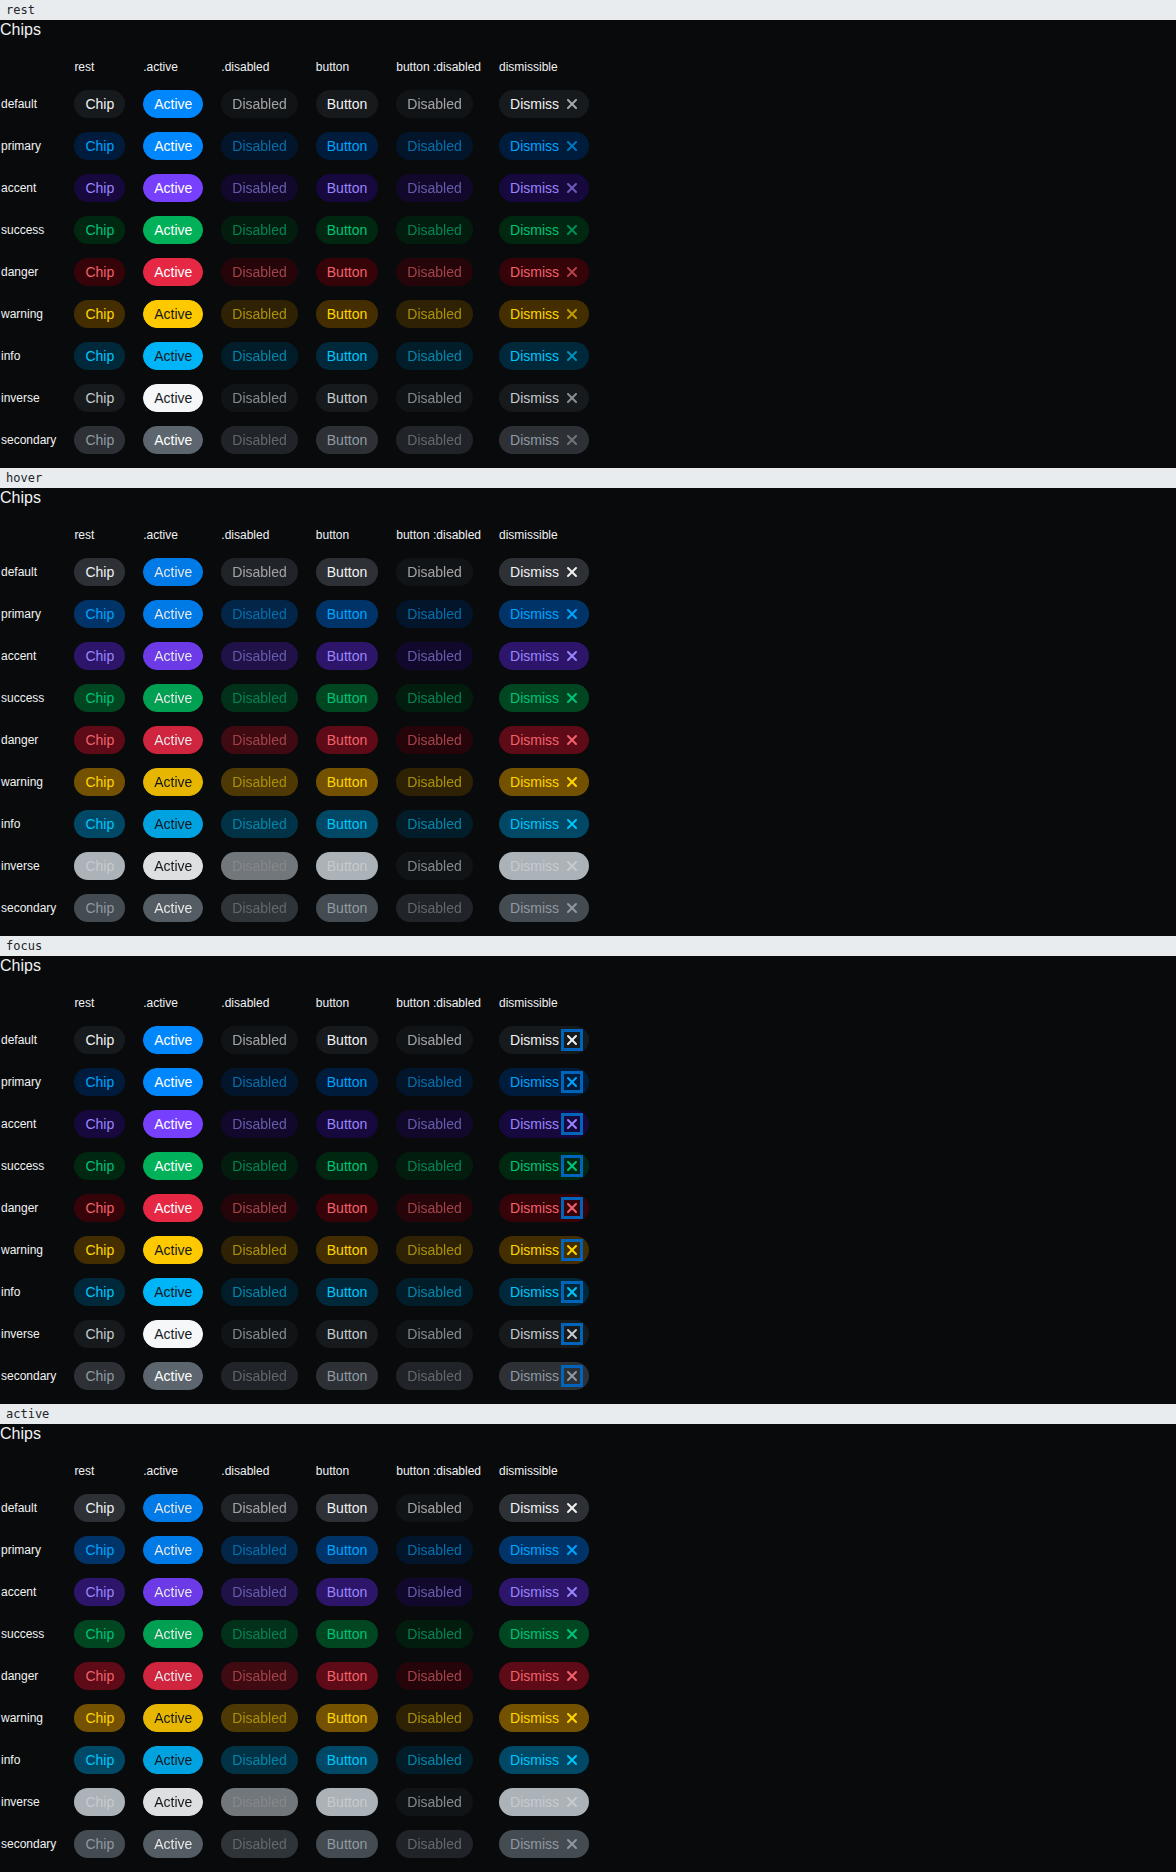 rest
Chips
rest .active .disabled button button :disabled dismissible
default Chip Active Disabled Button Disabled Dismiss
primary Chip Active Disabled Button Disabled Dismiss
accent Chip Active Disabled Button Disabled Dismiss
success Chip Active Disabled Button Disabled Dismiss
danger Chip Active Disabled Button Disabled Dismiss
warning Chip Active Disabled Button Disabled Dismiss
info Chip Active Disabled Button Disabled Dismiss
inverse Chip Active Disabled Button Disabled Dismiss
secondary Chip Active Disabled Button Disabled Dismiss
hover
Chips
rest .active .disabled button button :disabled dismissible
default Chip Active Disabled Button Disabled Dismiss
primary Chip Active Disabled Button Disabled Dismiss
accent Chip Active Disabled Button Disabled Dismiss
success Chip Active Disabled Button Disabled Dismiss
danger Chip Active Disabled Button Disabled Dismiss
warning Chip Active Disabled Button Disabled Dismiss
info Chip Active Disabled Button Disabled Dismiss
inverse Chip Active Disabled Button Disabled Dismiss
secondary Chip Active Disabled Button Disabled Dismiss
focus
Chips
rest .active .disabled button button :disabled dismissible
default Chip Active Disabled Button Disabled Dismiss
primary Chip Active Disabled Button Disabled Dismiss
accent Chip Active Disabled Button Disabled Dismiss
success Chip Active Disabled Button Disabled Dismiss
danger Chip Active Disabled Button Disabled Dismiss
warning Chip Active Disabled Button Disabled Dismiss
info Chip Active Disabled Button Disabled Dismiss
inverse Chip Active Disabled Button Disabled Dismiss
secondary Chip Active Disabled Button Disabled Dismiss
active
Chips
rest .active .disabled button button :disabled dismissible
default Chip Active Disabled Button Disabled Dismiss
primary Chip Active Disabled Button Disabled Dismiss
accent Chip Active Disabled Button Disabled Dismiss
success Chip Active Disabled Button Disabled Dismiss
danger Chip Active Disabled Button Disabled Dismiss
warning Chip Active Disabled Button Disabled Dismiss
info Chip Active Disabled Button Disabled Dismiss
inverse Chip Active Disabled Button Disabled Dismiss
secondary Chip Active Disabled Button Disabled Dismiss